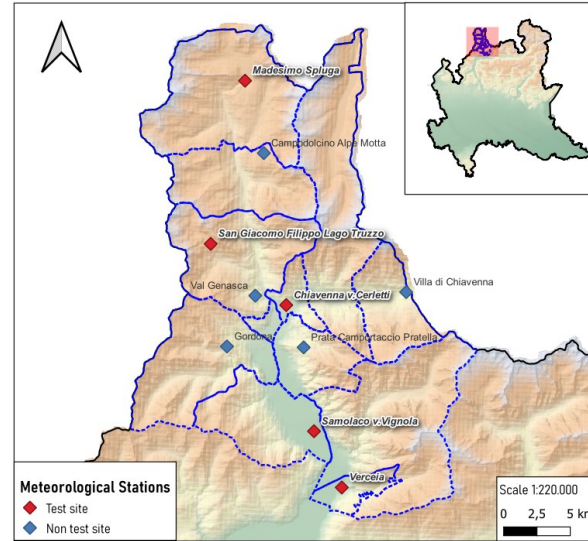 Madesimo Spluga
Campodolcino Alpe Motta
San Giacomo Filippo Lago Truzzo
Val Genasca
Villa di Chiavenna
Chiavenna v.Cerletti
Gordona
Prata Camportaccio Pratella
Samolaco v.Vignola
Verceia
Meteorological Stations
Test site
Non test site
Scale 1:220.000
0 2,5 5 km